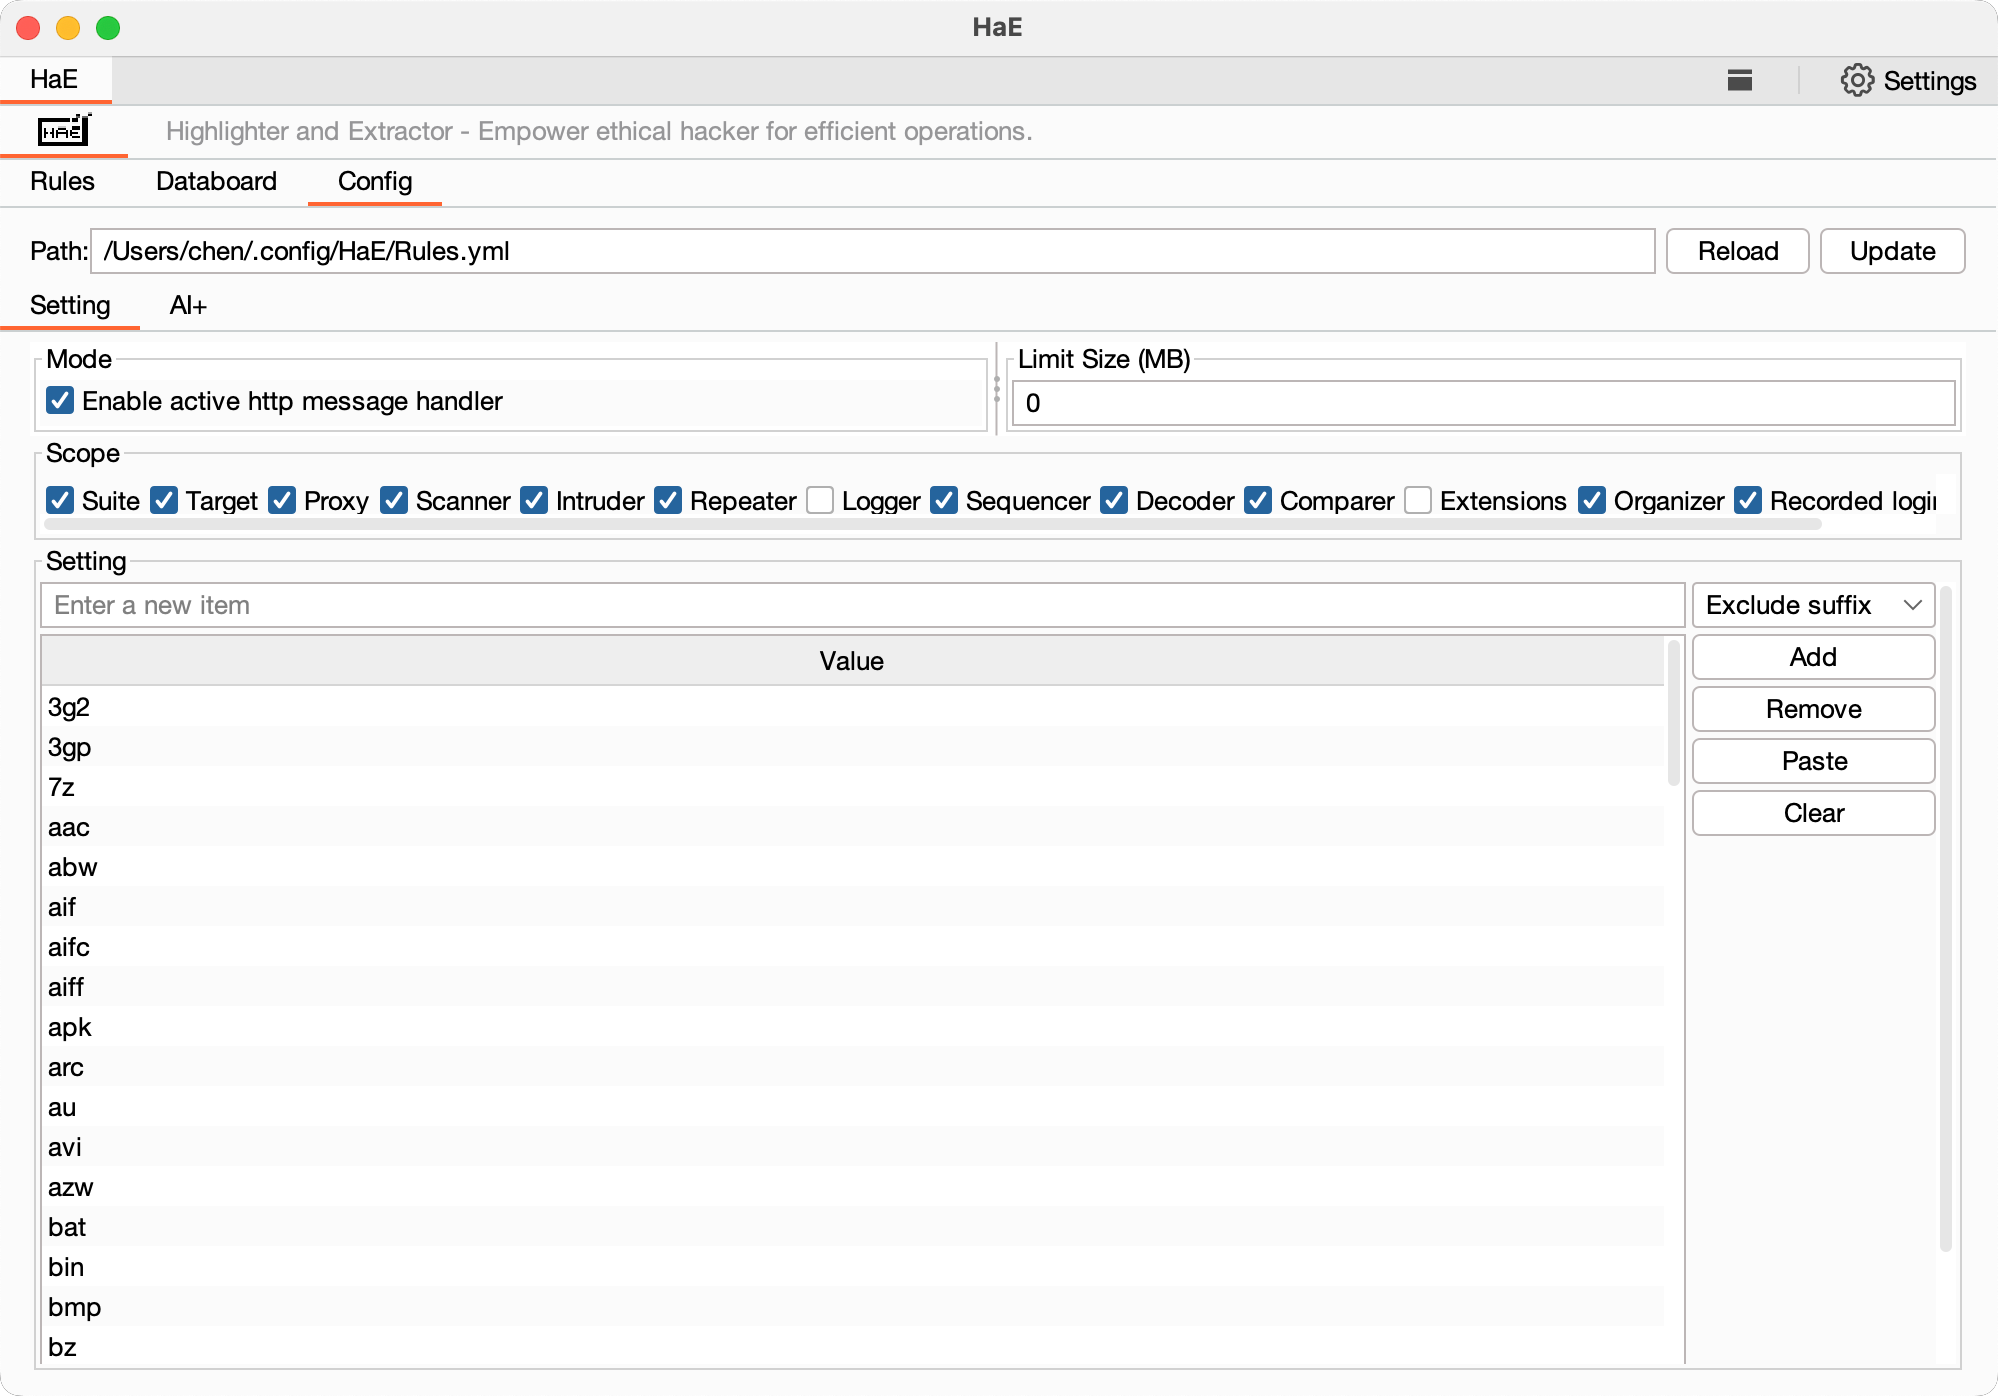 HaE
HaE Settings
HAE Highlighter and Extractor - Empower ethical hacker for efficient operations.
Rules Databoard Config
Path: /Users/chen/.config/HaE/Rules.yml Reload Update
Setting AI+
Mode Limit Size (MB)
Enable active http message handler 0
Scope
Suite Target Proxy Scanner Intruder Repeater Logger Sequencer Decoder Comparer Extensions Organizer Recorded login
Setting
Enter a new item Exclude suffix
Value Add
3g2 Remove
3gp Paste
7z Clear
aac
abw
aif
aifc
aiff
apk
arc
au
avi
azw
bat
bin
bmp
bz